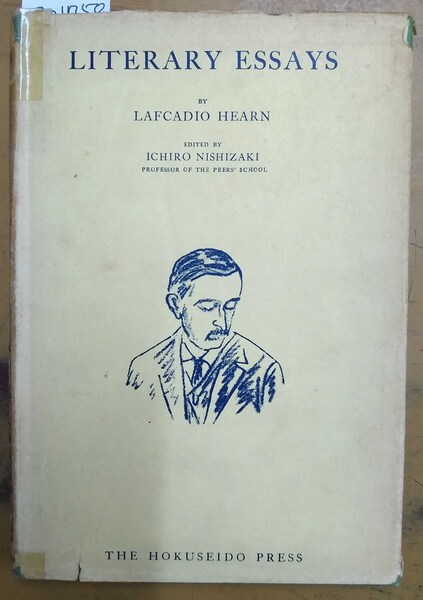 LITERARY ESSAYS
BY
LAFCADIO HEARN
EDITED BY
ICHIRO NISHIZAKI
PROFESSOR OF THE PEERS' SCHOOL
THE HOKUSEIDO PRESS